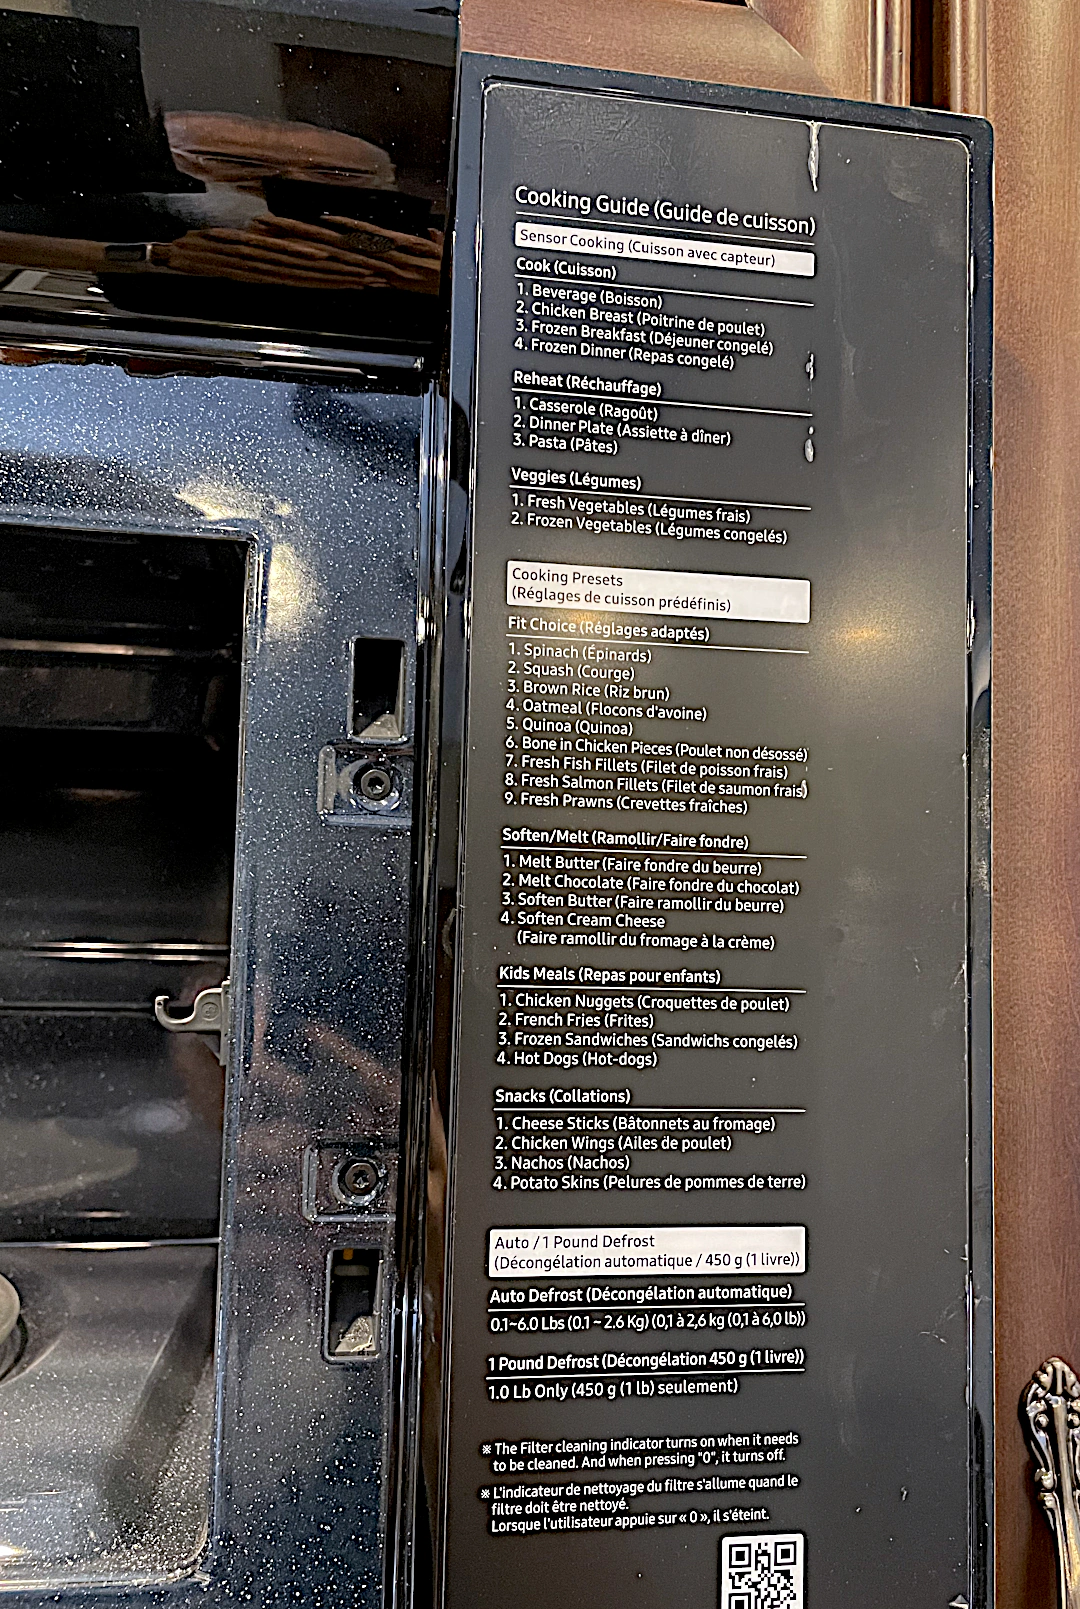 Cooking Guide (Guide de cuisson)
Sensor Cooking (Cuisson avec capteur)
Cook (Cuisson)
1. Beverage (Boisson)
2. Chicken Breast (Poitrine de poulet)
3. Frozen Breakfast (Déjeuner congelé)
4. Frozen Dinner (Repas congelé)
Reheat (Réchauffage)
1. Casserole (Ragoût)
2. Dinner Plate (Assiette à dîner)
3. Pasta (Pâtes)
Veggies (Légumes)
1. Fresh Vegetables (Légumes frais)
2. Frozen Vegetables (Légumes congelés)
Cooking Presets
(Réglages de cuisson prédéfinis)
Fit Choice (Réglages adaptés)
1. Spinach (Épinards)
2. Squash (Courge)
3. Brown Rice (Riz brun)
4. Oatmeal (Flocons d'avoine)
5. Quinoa (Quinoa)
6. Bone in Chicken Pieces (Poulet non désossé)
7. Fresh Fish Fillets (Filet de poisson frais)
8. Fresh Salmon Fillets (Filet de saumon frais)
9. Fresh Prawns (Crevettes fraîches)
Soften/Melt (Ramollir/Faire fondre)
1. Melt Butter (Faire fondre du beurre)
2. Melt Chocolate (Faire fondre du chocolat)
3. Soften Butter (Faire ramollir du beurre)
4. Soften Cream Cheese
(Faire ramollir du fromage à la crème)
Kids Meals (Repas pour enfants)
1. Chicken Nuggets (Croquettes de poulet)
2. French Fries (Frites)
3. Frozen Sandwiches (Sandwichs congelés)
4. Hot Dogs (Hot-dogs)
Snacks (Collations)
1. Cheese Sticks (Bâtonnets au fromage)
2. Chicken Wings (Ailes de poulet)
3. Nachos (Nachos)
4. Potato Skins (Pelures de pommes de terre)
Auto / 1 Pound Defrost
(Décongélation automatique / 450 g (1 livre))
Auto Defrost (Décongélation automatique)
0.1~6.0 Lbs (0.1 ~ 2.6 Kg) (0,1 à 2,6 kg (0,1 à 6,0 lb))
1 Pound Defrost (Décongélation 450 g (1 livre))
1.0 Lb Only (450 g (1 lb) seulement)
※ The Filter cleaning indicator turns on when it needs
to be cleaned. And when pressing "0", it turns off.
※ L'indicateur de nettoyage du filtre s'allume quand le
filtre doit être nettoyé.
Lorsque l'utilisateur appuie sur « 0 », il s'éteint.